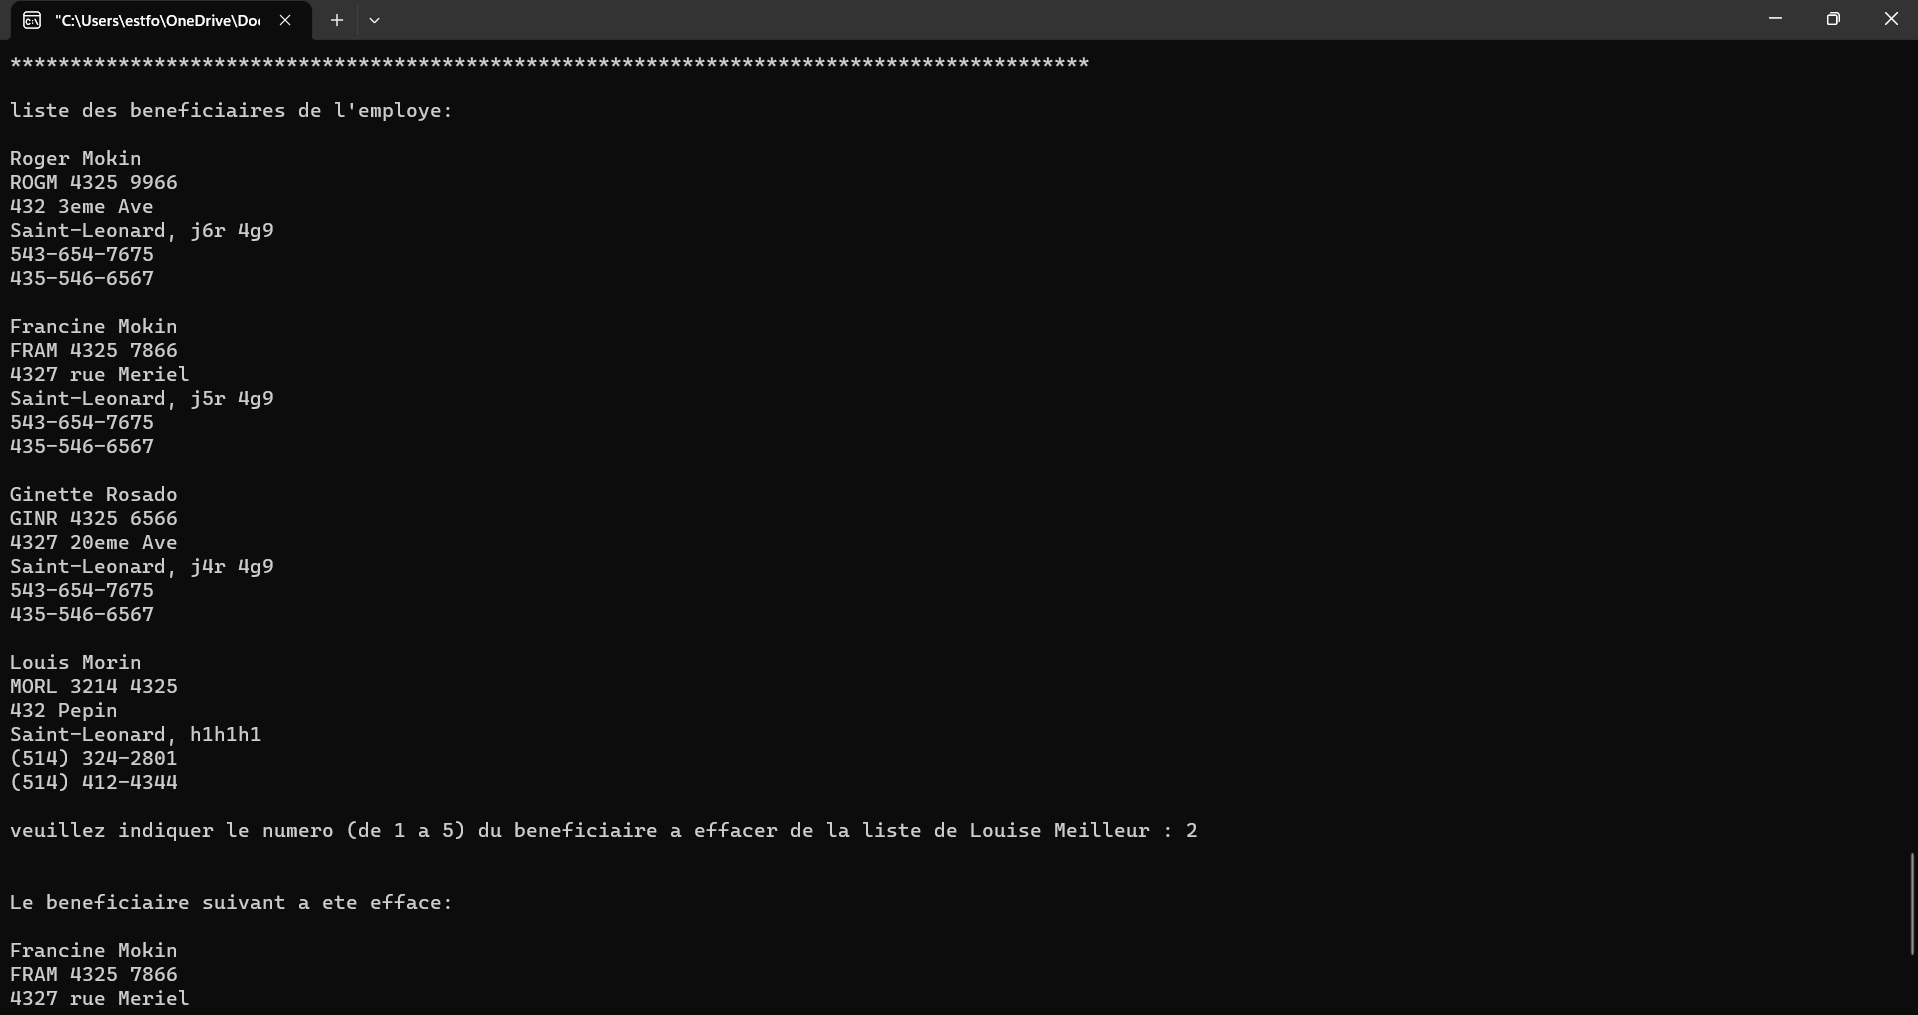 "C:\Users\estfo\OneDrive\Doc
******************************************************************************************
liste des beneficiaires de l'employe:
Roger Mokin
ROGM 4325 9966
432 3eme Ave
Saint-Leonard, j6r 4g9
543-654-7675
435-546-6567
Francine Mokin
FRAM 4325 7866
4327 rue Meriel
Saint-Leonard, j5r 4g9
543-654-7675
435-546-6567
Ginette Rosado
GINR 4325 6566
4327 20eme Ave
Saint-Leonard, j4r 4g9
543-654-7675
435-546-6567
Louis Morin
MORL 3214 4325
432 Pepin
Saint-Leonard, h1h1h1
(514) 324-2801
(514) 412-4344
veuillez indiquer le numero (de 1 a 5) du beneficiaire a effacer de la liste de Louise Meilleur : 2
Le beneficiaire suivant a ete efface:
Francine Mokin
FRAM 4325 7866
4327 rue Meriel